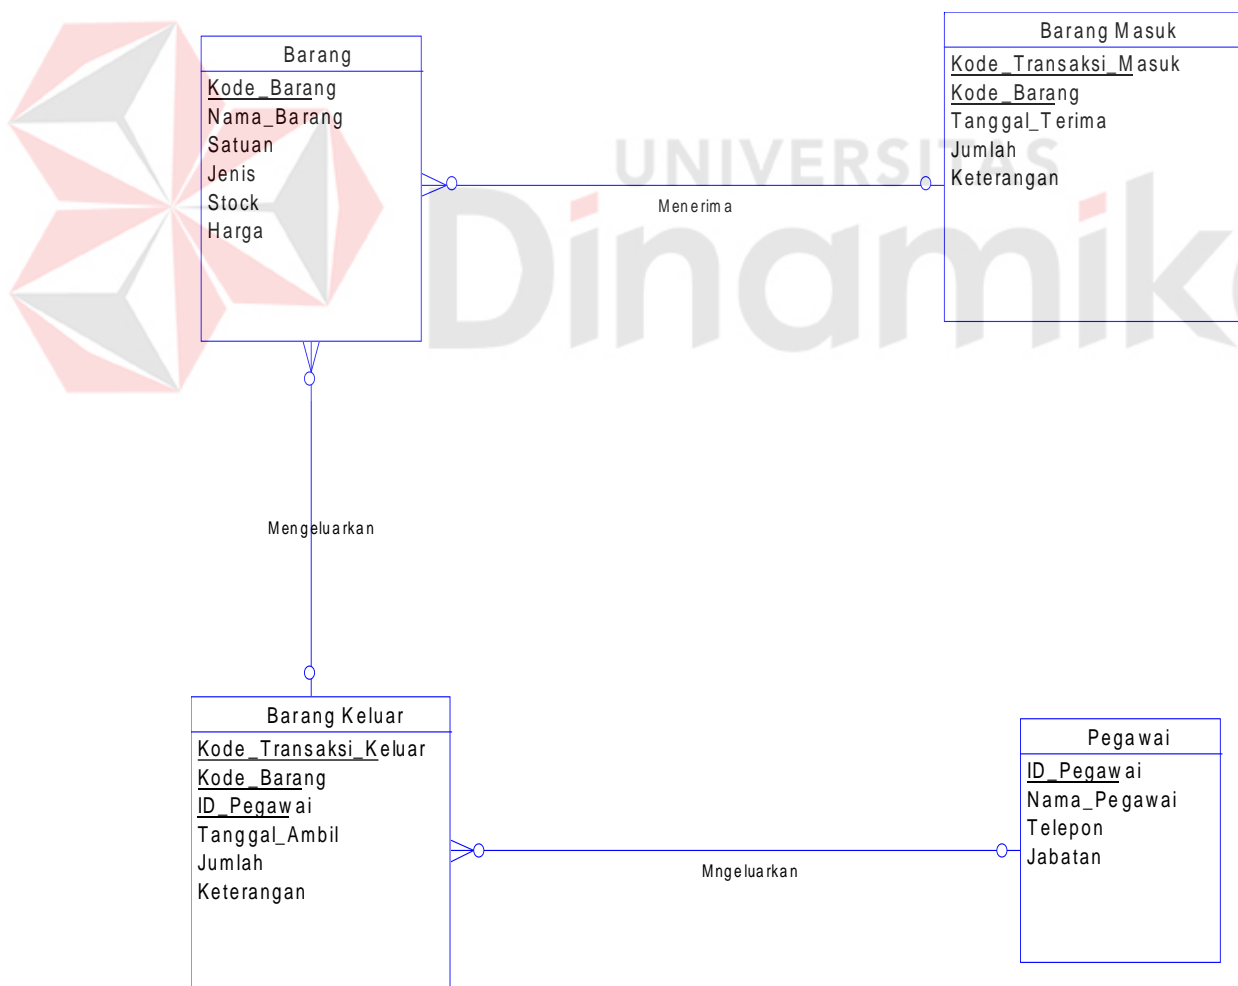 Barang
Kode_Barang
Nama_Barang
Satuan
Jenis
Stock
Harga
Barang Masuk
Kode_Transaksi_Masuk
Kode_Barang
Tanggal_Terima
Jumlah
Keterangan
UNIVERSITAS
Dinamika
Menerima
Mengeluarkan
Barang Keluar
Kode_Transaksi_Keluar
Kode_Barang
ID_Pegawai
Tanggal_Ambil
Jumlah
Keterangan
Mngeluarkan
Pegawai
ID_Pegawai
Nama_Pegawai
Telepon
Jabatan